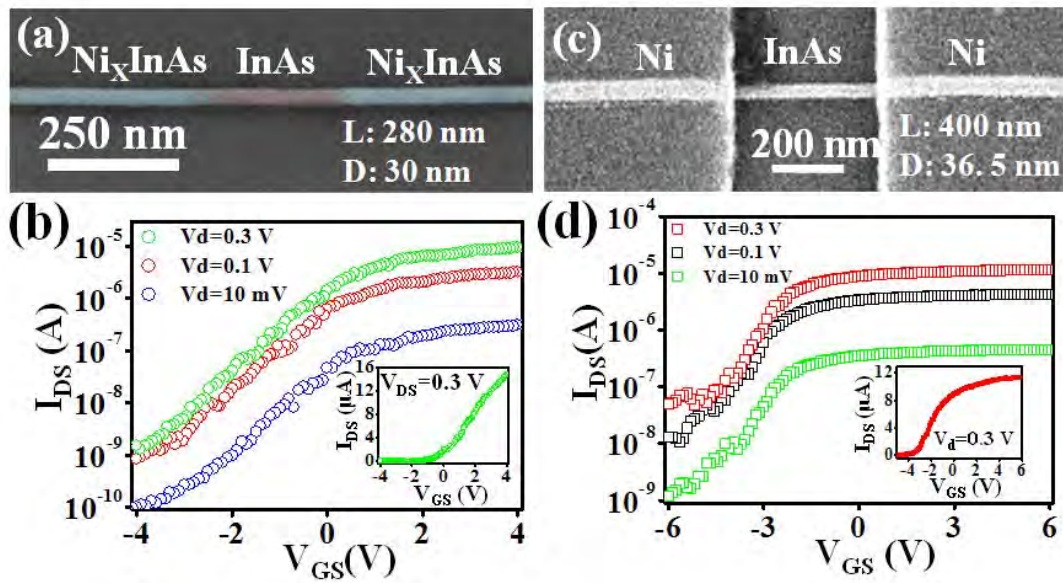 (a)
NiXInAs InAs NiXInAs
250 nm
L: 280 nm
D: 30 nm
(c)
Ni InAs Ni
200 nm
L: 400 nm
D: 36. 5 nm
(b)
Vd=0.3 V
Vd=0.1 V
Vd=10 mV
10^-5
10^-6
10^-7
10^-8
10^-9
10^-10
IDS (A)
-4 -2 0 2 4
VGS(V)
VDS=0.3 V
16
12
8
4
0
IDS (μA)
-4 -2 0 2 4
VGS (V)
(d)
Vd=0.3 V
Vd=0.1 V
Vd=10 mV
10^-4
10^-5
10^-6
10^-7
10^-8
10^-9
IDS(A)
-6 -3 0 3 6
VGS (V)
12
8
4
0
IDS (μA)
Vd=0.3 V
-4 -2 0 2 4 6
VGS (V)